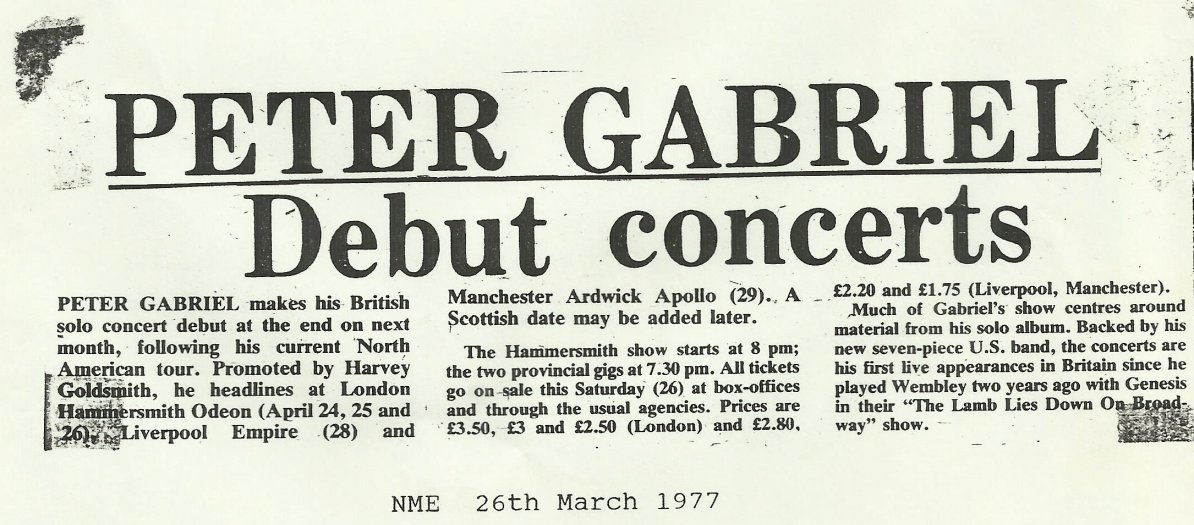 PETER GABRIEL
Debut concerts
PETER GABRIEL makes his British
solo concert debut at the end on next
month, following his current North
American tour. Promoted by Harvey
Goldsmith, he headlines at London
Hammersmith Odeon (April 24, 25 and
26), Liverpool Empire (28) and
Manchester Ardwick Apollo (29). A
Scottish date may be added later.
The Hammersmith show starts at 8 pm;
the two provincial gigs at 7.30 pm. All tickets
go on sale this Saturday (26) at box-offices
and through the usual agencies. Prices are
£3.50, £3 and £2.50 (London) and £2.80,
£2.20 and £1.75 (Liverpool, Manchester).
Much of Gabriel's show centres around
material from his solo album. Backed by his
new seven-piece U.S. band, the concerts are
his first live appearances in Britain since he
played Wembley two years ago with Genesis
in their "The Lamb Lies Down On Broad-
way" show.
NME 26th March 1977